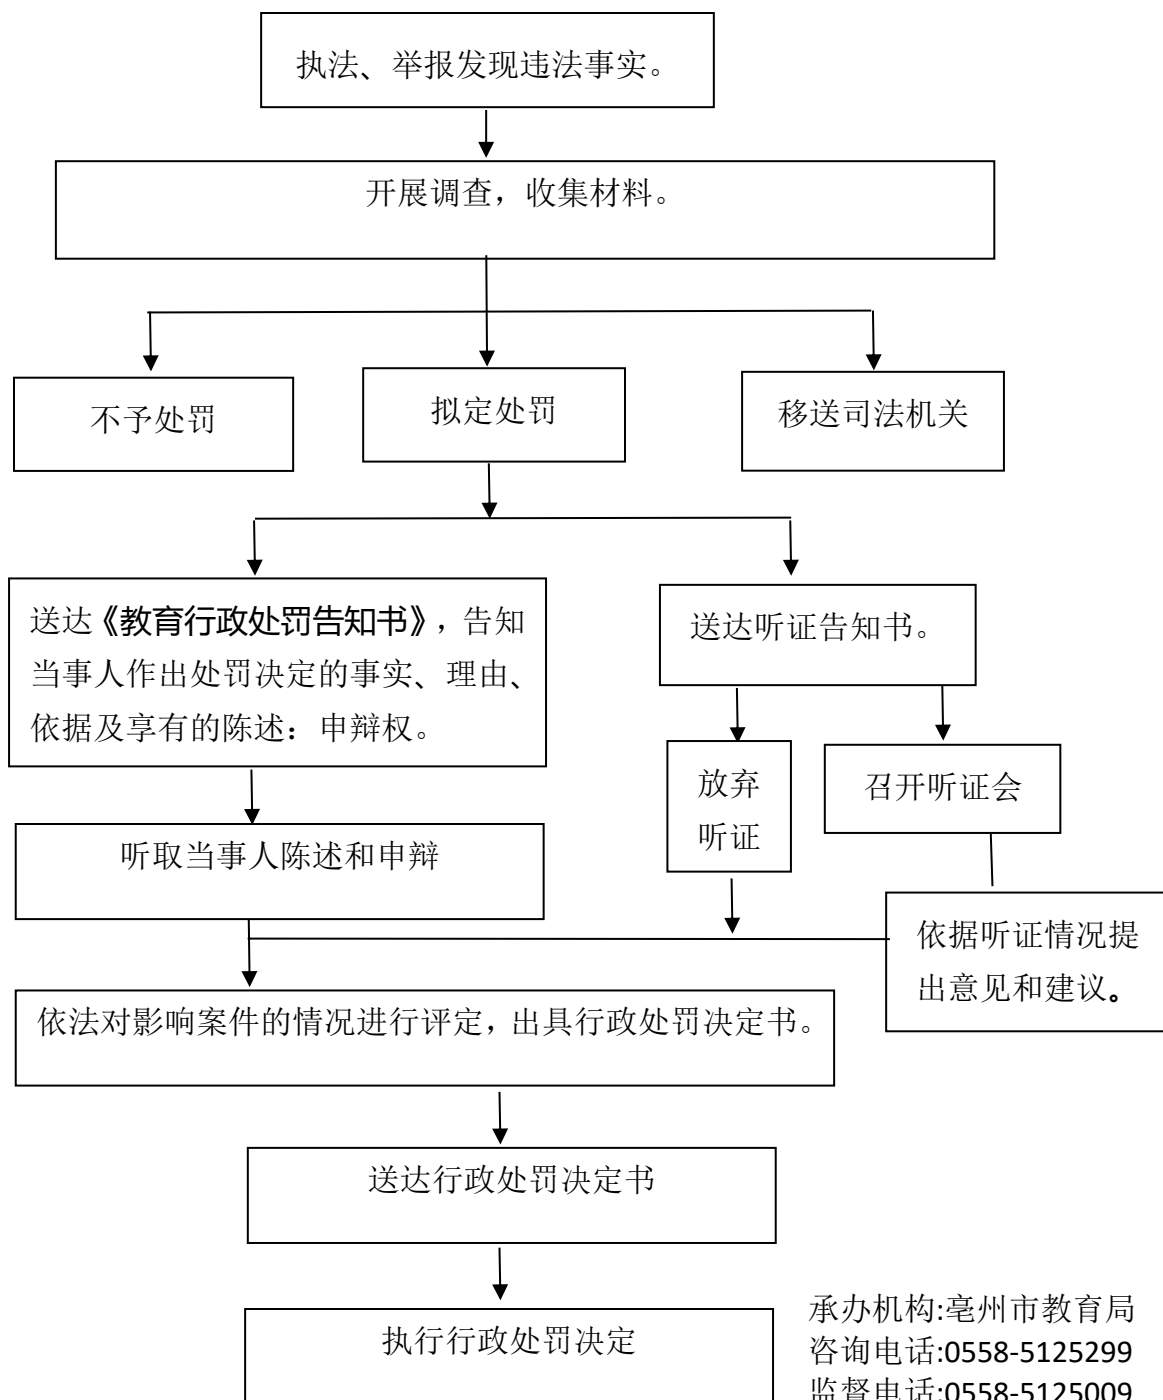 执法、举报发现违法事实。
开展调查，收集材料。
不予处罚
拟定处罚
移送司法机关
送达《教育行政处罚告知书》，告知
当事人作出处罚决定的事实、理由、
依据及享有的陈述：申辩权。
送达听证告知书。
放弃
听证
召开听证会
听取当事人陈述和申辩
依据听证情况提
出意见和建议。
依法对影响案件的情况进行评定，出具行政处罚决定书。
送达行政处罚决定书
执行行政处罚决定
承办机构:亳州市教育局
咨询电话:0558-5125299
监督电话:0558-5125009